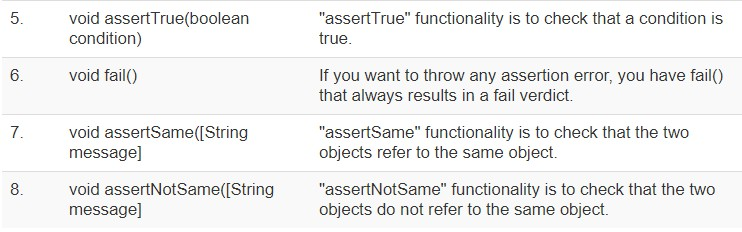 5. void assertTrue(boolean "assertTrue" functionality is to check that a condition is
condition) true.
6. void fail() If you want to throw any assertion error, you have fail()
that always results in a fail verdict.
7. void assertSame([String "assertSame" functionality is to check that the two
message] objects refer to the same object.
8. void assertNotSame([String "assertNotSame" functionality is to check that the two
message] objects do not refer to the same object.